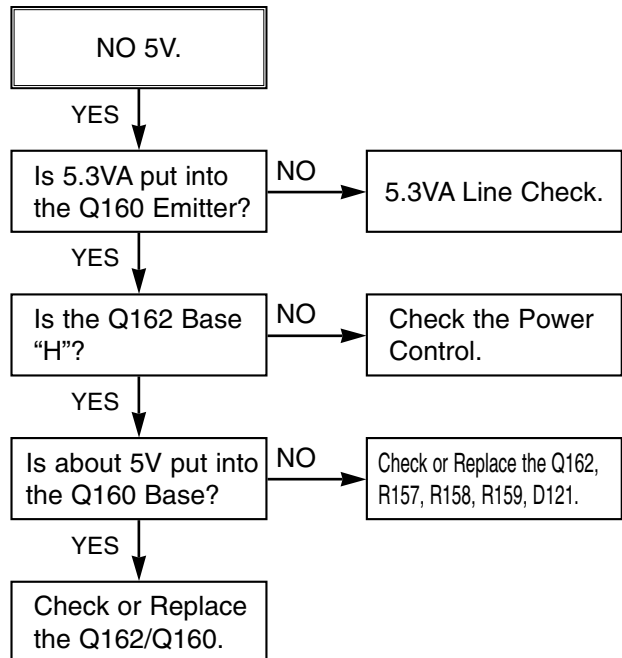 NO 5V.
YES
Is 5.3VA put into
the Q160 Emitter?
NO
5.3VA Line Check.
YES
Is the Q162 Base
“H”?
NO
Check the Power
Control.
YES
Is about 5V put into
the Q160 Base?
NO
Check or Replace the Q162,
R157, R158, R159, D121.
YES
Check or Replace
the Q162/Q160.